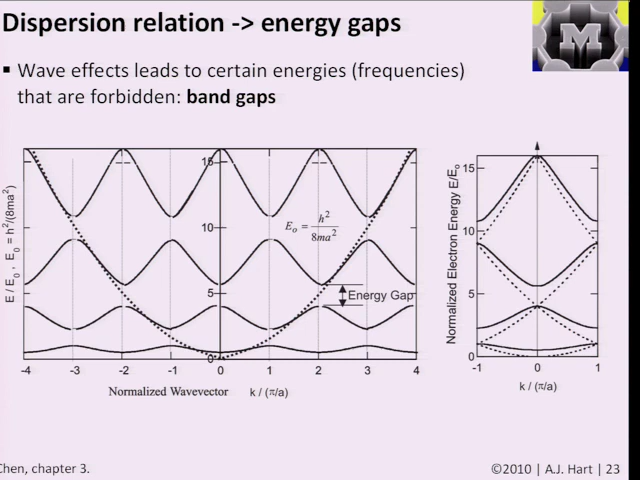 Dispersion relation -> energy gaps
M
▪ Wave effects leads to certain energies (frequencies)
that are forbidden: band gaps
E / Eo , Eo = h²/(8ma²)
15
10
5
0
Eo = h² / 8ma²
Energy Gap
-4 -3 -2 -1 0 1 2 3 4
Normalized Wavevector k / (π/a)
Normalized Electron Energy E/Eo
15
10
5
0
-1 0 1
k / (π/a)
Chen, chapter 3.
©2010 | A.J. Hart | 23